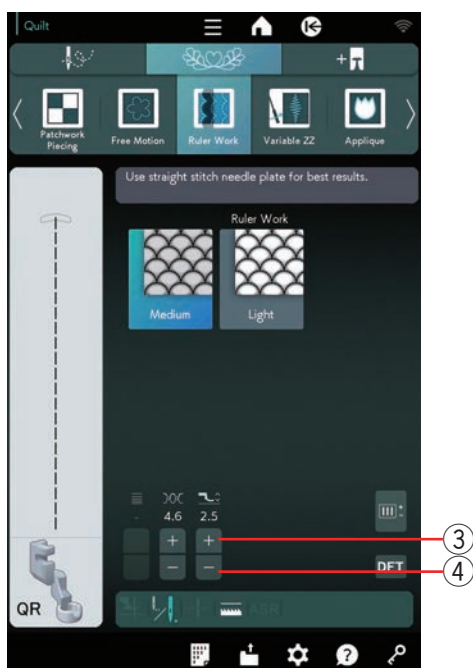 Quilt
Patchwork
Piecing
Free Motion
Ruler Work
Variable ZZ
Applique
Use straight stitch needle plate for best results.
Ruler Work
Medium
Light
-
4.6
2.5
+
+
③
−
−
④
DFT
QR
ASR
?